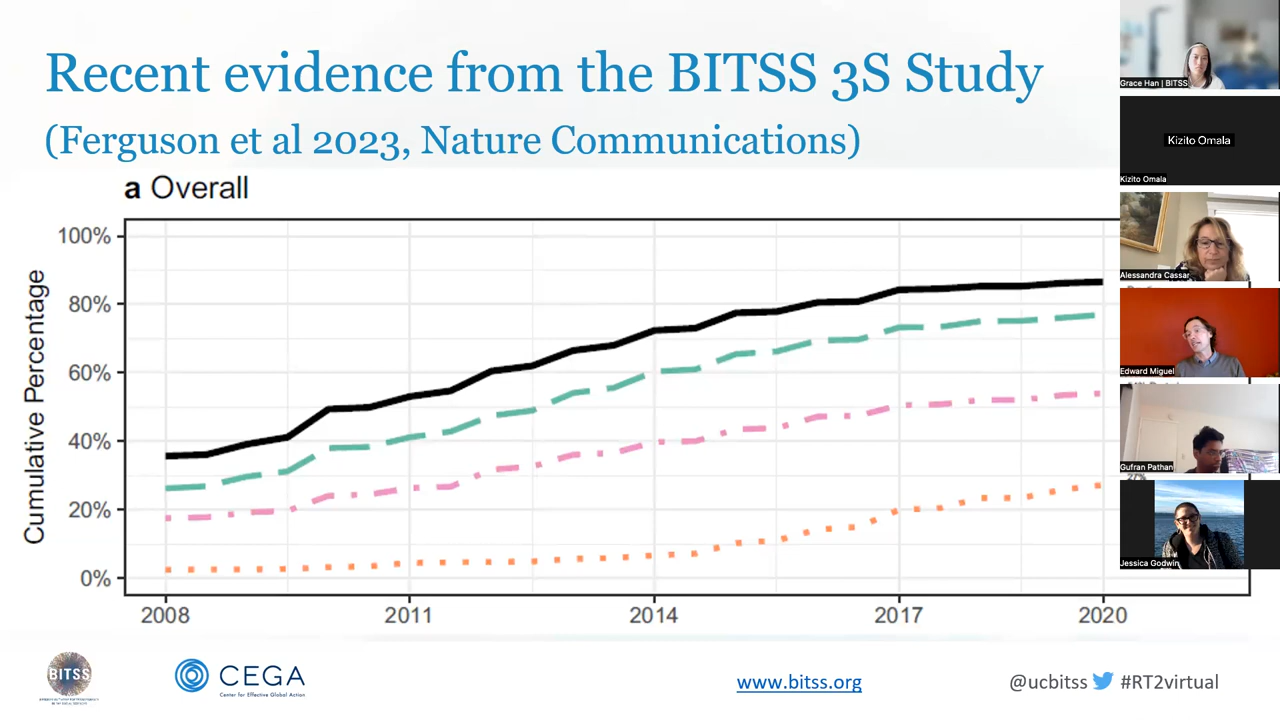 Recent evidence from the BITSS 3S Study
(Ferguson et al 2023, Nature Communications)
a Overall
100%
80%
60%
40%
20%
0%
Cumulative Percentage
2008
2011
2014
2017
2020
BITSS
CEGA
Center for Effective Global Action
www.bitss.org
@ucbitss
#RT2virtual
Grace Han | BITSS
Kizito Omala
Kizito Omala
Alessandra Cassar
Edward Miguel
Gufran Pathan
Jessica Godwin